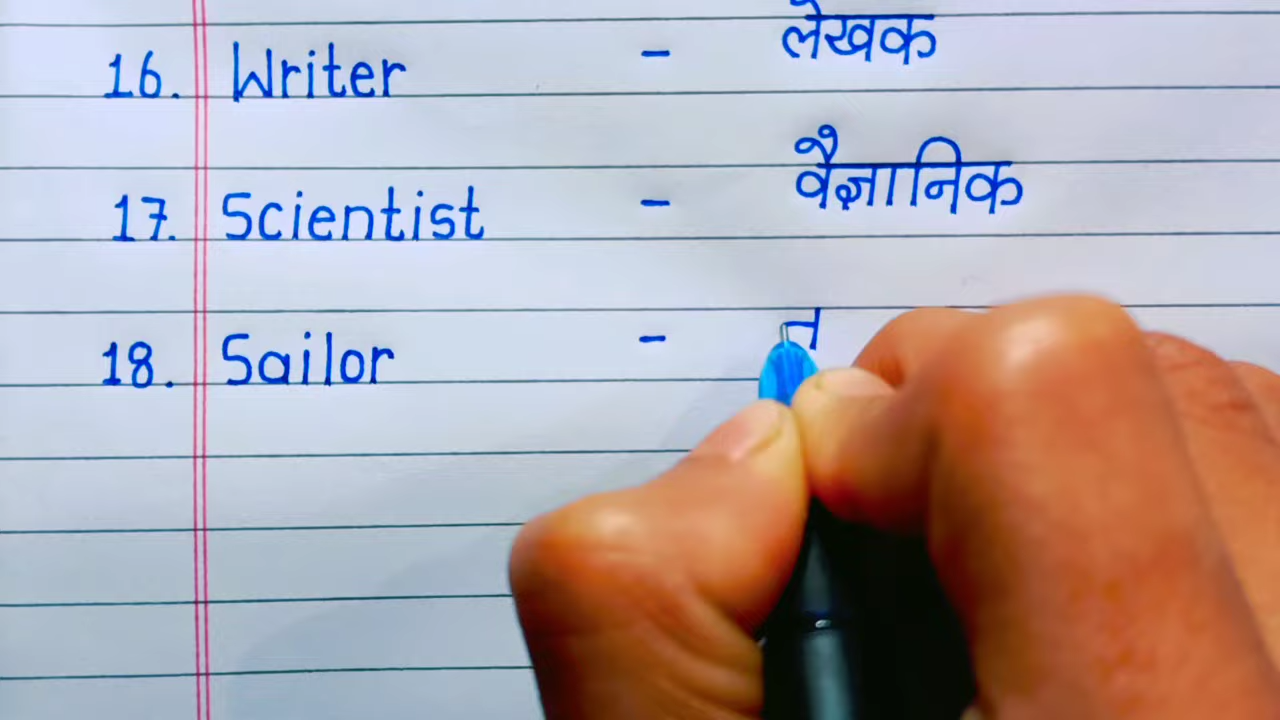 16. Writer - लेखक
17. Scientist - वैज्ञानिक
18. Sailor -